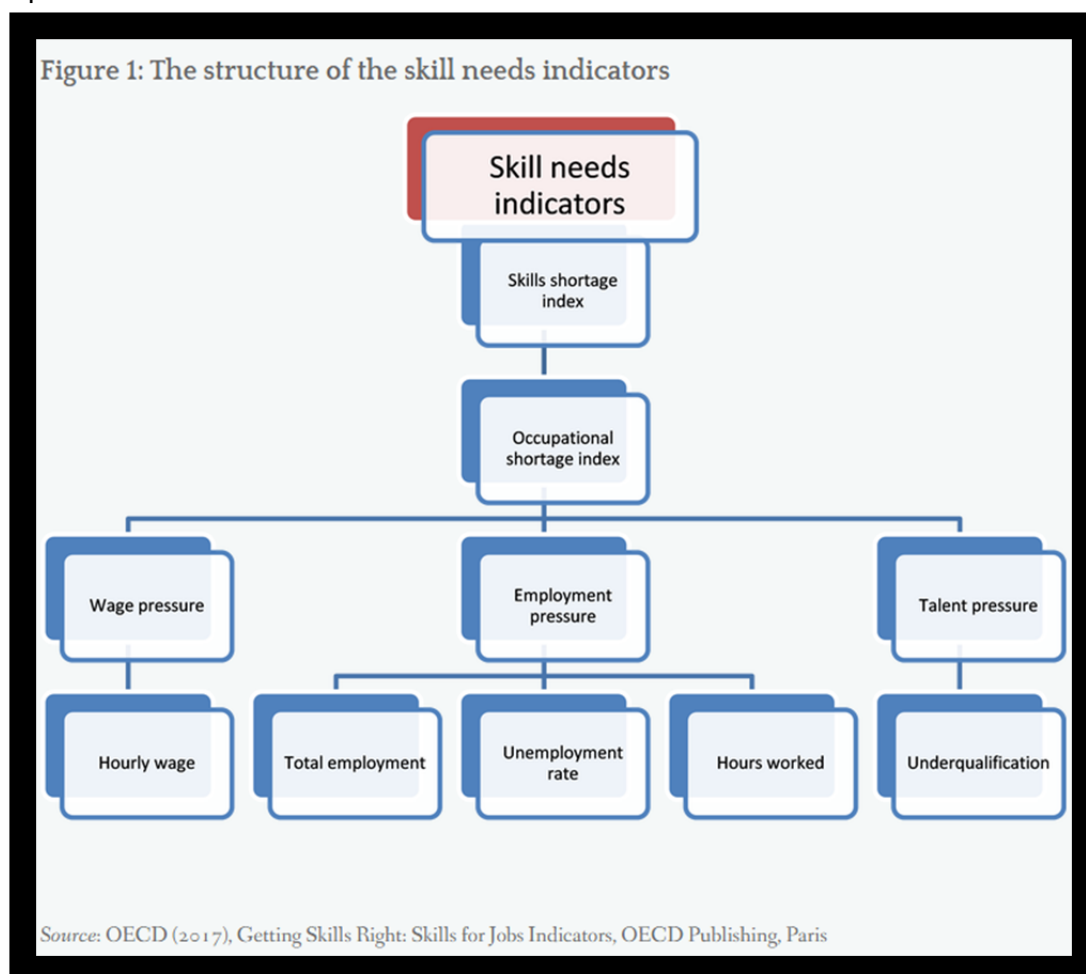 Figure 1: The structure of the skill needs indicators
Skill needs
indicators
Skills shortage
index
Occupational
shortage index
Wage pressure
Employment
pressure
Talent pressure
Hourly wage
Total employment
Unemployment
rate
Hours worked
Underqualification
Source: OECD (2017), Getting Skills Right: Skills for Jobs Indicators, OECD Publishing, Paris